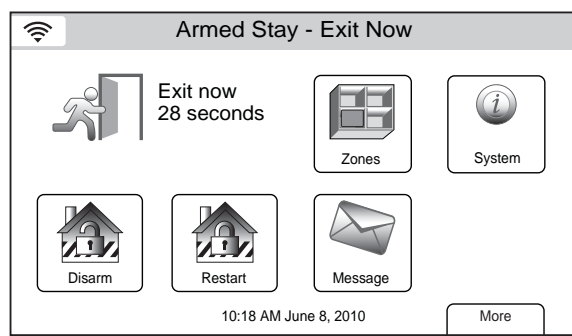 Armed Stay - Exit Now
Exit now
28 seconds
Zones
System
Disarm
Restart
Message
10:18 AM June 8, 2010
More